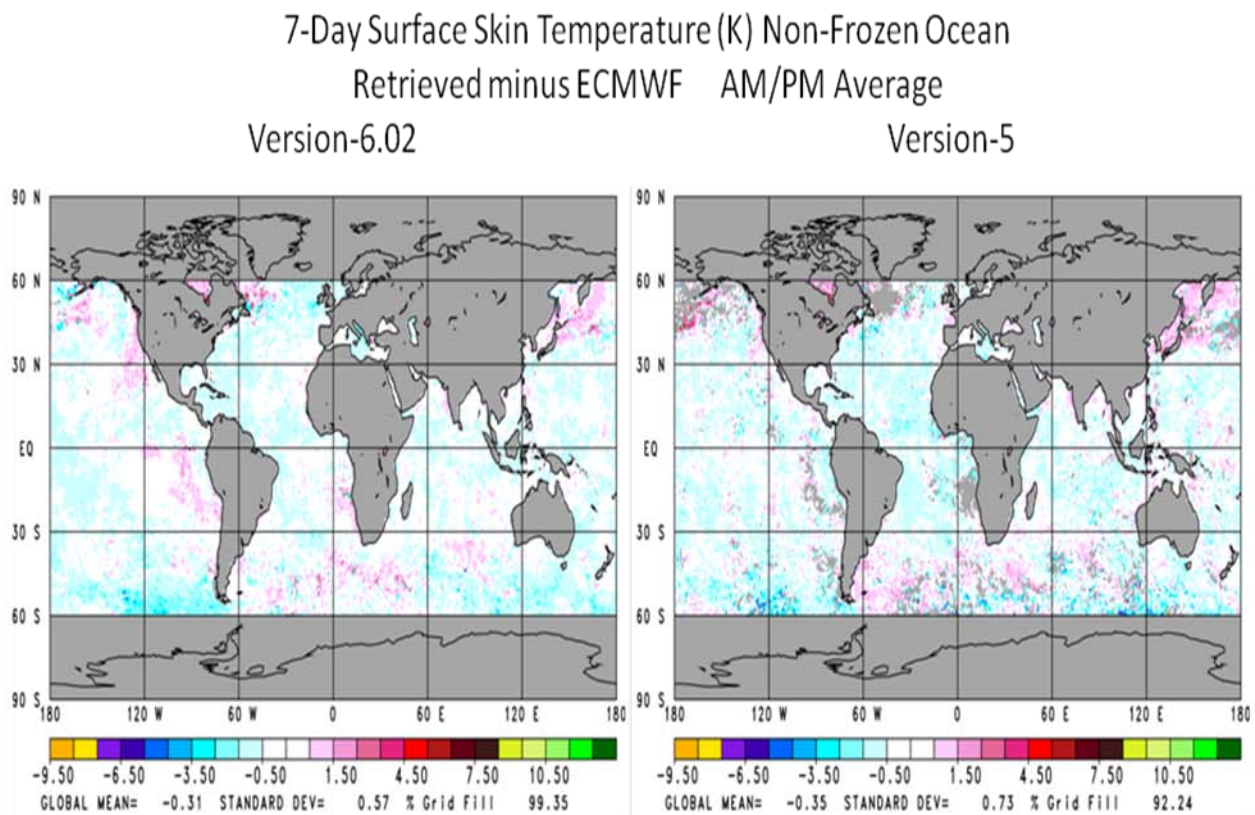 7-Day Surface Skin Temperature (K) Non-Frozen Ocean
Retrieved minus ECMWF AM/PM Average
Version-6.02 Version-5
90 N 90 N
60 N 60 N
30 N 30 N
EQ EQ
30 S 30 S
60 S 60 S
90 S 90 S
180 120 W 60 W 0 60 E 120 E 180 180 120 W 60 W 0 60 E 120 E 180
-9.50 -6.50 -3.50 -0.50 1.50 4.50 7.50 10.50 -9.50 -6.50 -3.50 -0.50 1.50 4.50 7.50 10.50
GLOBAL MEAN= -0.31 STANDARD DEV= 0.57 % Grid Fill 99.35 GLOBAL MEAN= -0.35 STANDARD DEV= 0.73 % Grid Fill 92.24